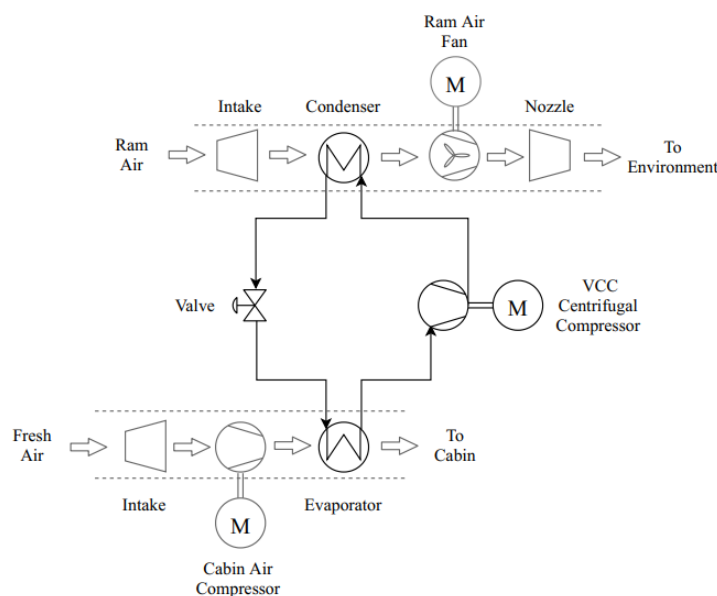 Ram Air
Fan
M
Intake
Condenser
Nozzle
Ram
Air
To
Environment
Valve
M
VCC
Centrifugal
Compressor
Fresh
Air
To
Cabin
Intake
Evaporator
M
Cabin Air
Compressor